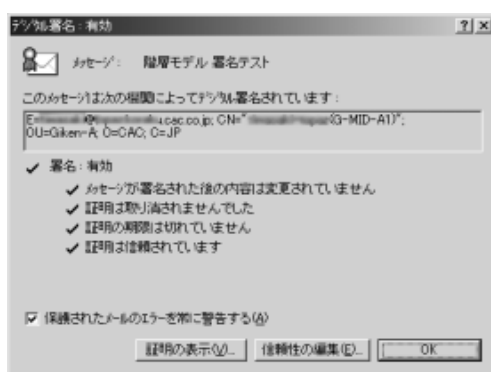 デジタル署名 : 有効
メッセージ : 階層モデル 署名テスト
このメッセージは次の機関によってデジタル署名されています :
E= .cac.co.jp; CN=" (G-MID-A1)";
OU=Giken-A; O=CAC; C=JP
署名 : 有効
メッセージが署名された後の内容は変更されていません
証明は取り消されませんでした
証明の期限は切れていません
証明は信頼されています
保護されたメールのエラーを常に警告する(A)
証明の表示(V)...
信頼性の編集(E)...
OK